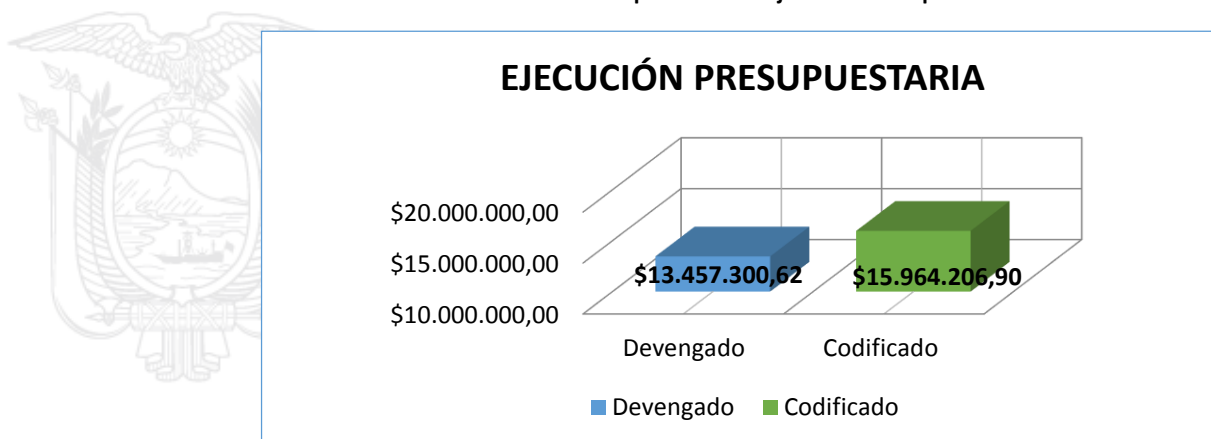 EJECUCIÓN PRESUPUESTARIA
$20.000.000,00
$15.000.000,00
$10.000.000,00
$13.457.300,62
$15.964.206,90
Devengado
Codificado
Devengado
Codificado